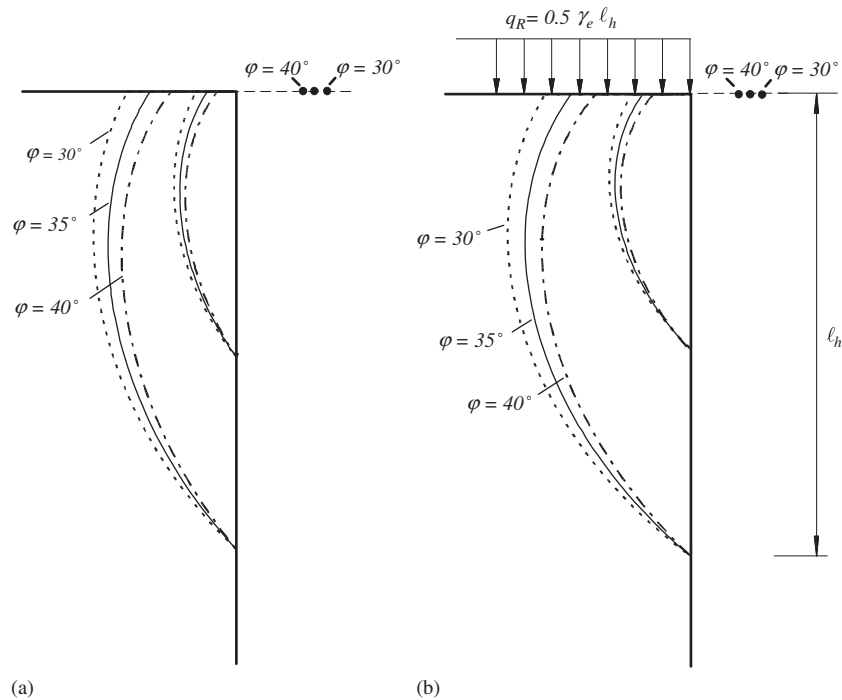 q_R = 0.5 γ_e ℓ_h
φ = 40° φ = 30°
φ = 40° φ = 30°
φ = 30°
φ = 35°
φ = 40°
φ = 30°
φ = 35°
φ = 40°
ℓ_h
(a)
(b)